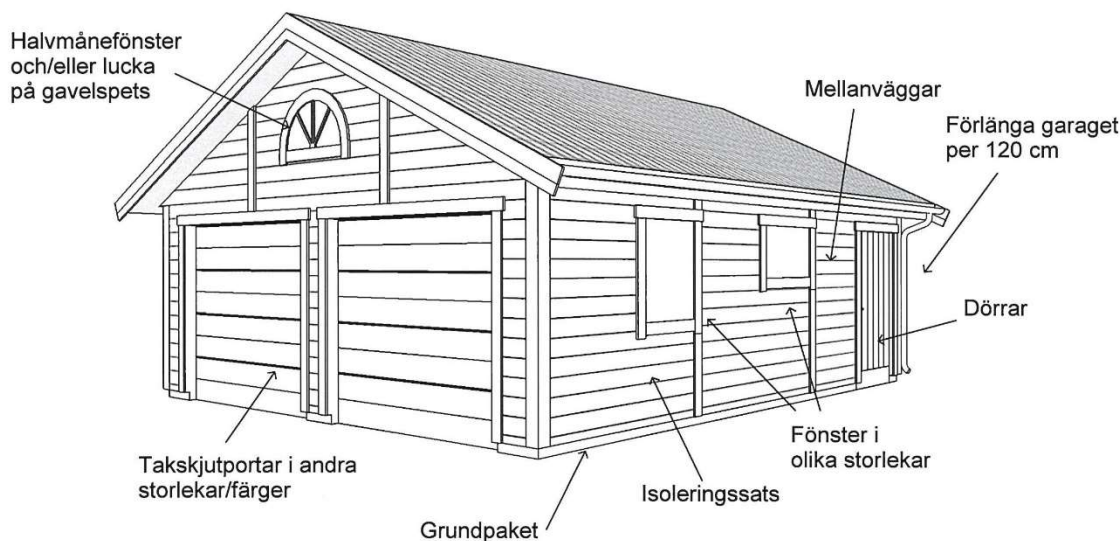 Halvmånefönster
och/eller lucka
på gavelspets
Mellanväggar
Förlänga garaget
per 120 cm
Dörrar
Fönster i
olika storlekar
Isoleringssats
Takskjutportar i andra
storlekar/färger
Grundpaket